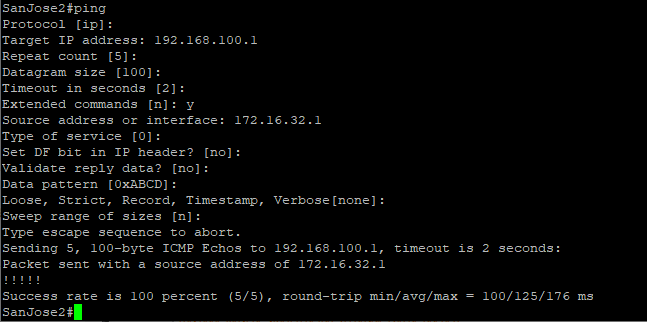 SanJose2#ping
Protocol [ip]:
Target IP address: 192.168.100.1
Repeat count [5]:
Datagram size [100]:
Timeout in seconds [2]:
Extended commands [n]: y
Source address or interface: 172.16.32.1
Type of service [0]:
Set DF bit in IP header? [no]:
Validate reply data? [no]:
Data pattern [0xABCD]:
Loose, Strict, Record, Timestamp, Verbose[none]:
Sweep range of sizes [n]:
Type escape sequence to abort.
Sending 5, 100-byte ICMP Echos to 192.168.100.1, timeout is 2 seconds:
Packet sent with a source address of 172.16.32.1
!!!!!
Success rate is 100 percent (5/5), round-trip min/avg/max = 100/125/176 ms
SanJose2#